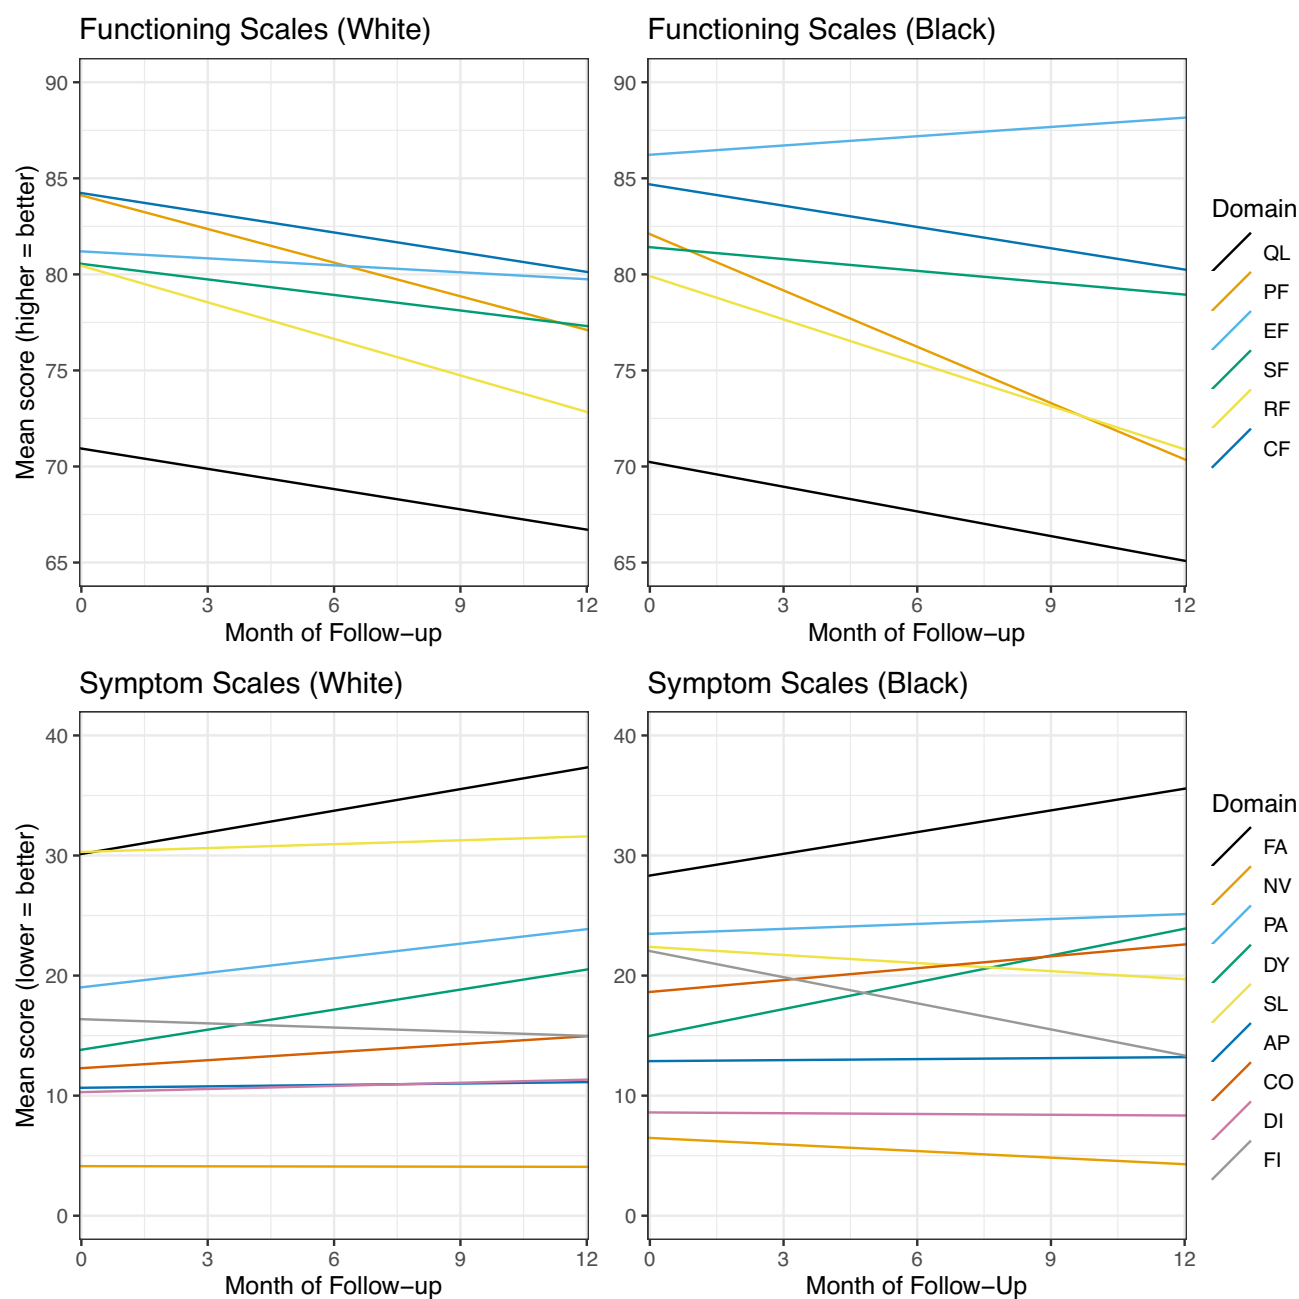 Functioning Scales (White)
Functioning Scales (Black)
Mean score (higher = better)
90
85
80
75
70
65
0 3 6 9 12
Month of Follow−up
90
85
80
75
70
65
0 3 6 9 12
Month of Follow−up
Domain
QL
PF
EF
SF
RF
CF
Symptom Scales (White)
Symptom Scales (Black)
Mean score (lower = better)
40
30
20
10
0
0 3 6 9 12
Month of Follow−up
40
30
20
10
0
0 3 6 9 12
Month of Follow−Up
Domain
FA
NV
PA
DY
SL
AP
CO
DI
FI